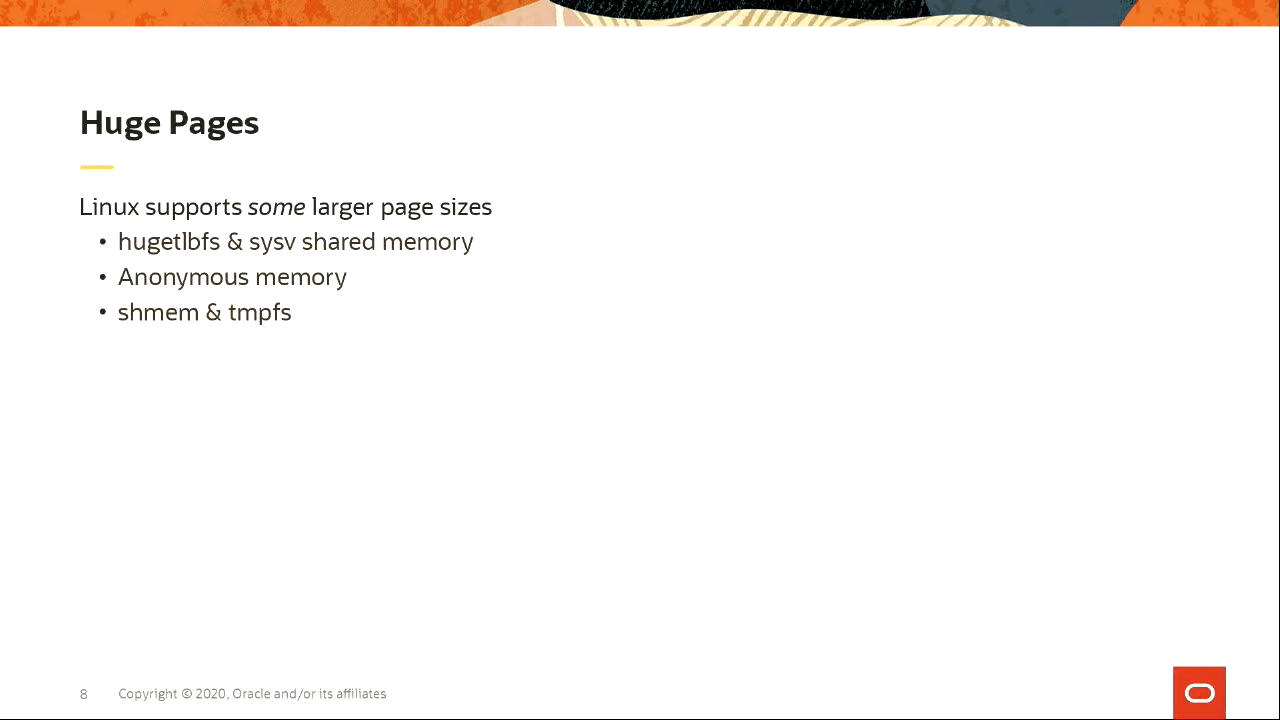 Huge Pages
Linux supports some larger page sizes
• hugetlbfs & sysv shared memory
• Anonymous memory
• shmem & tmpfs
8 Copyright © 2020, Oracle and/or its affiliates